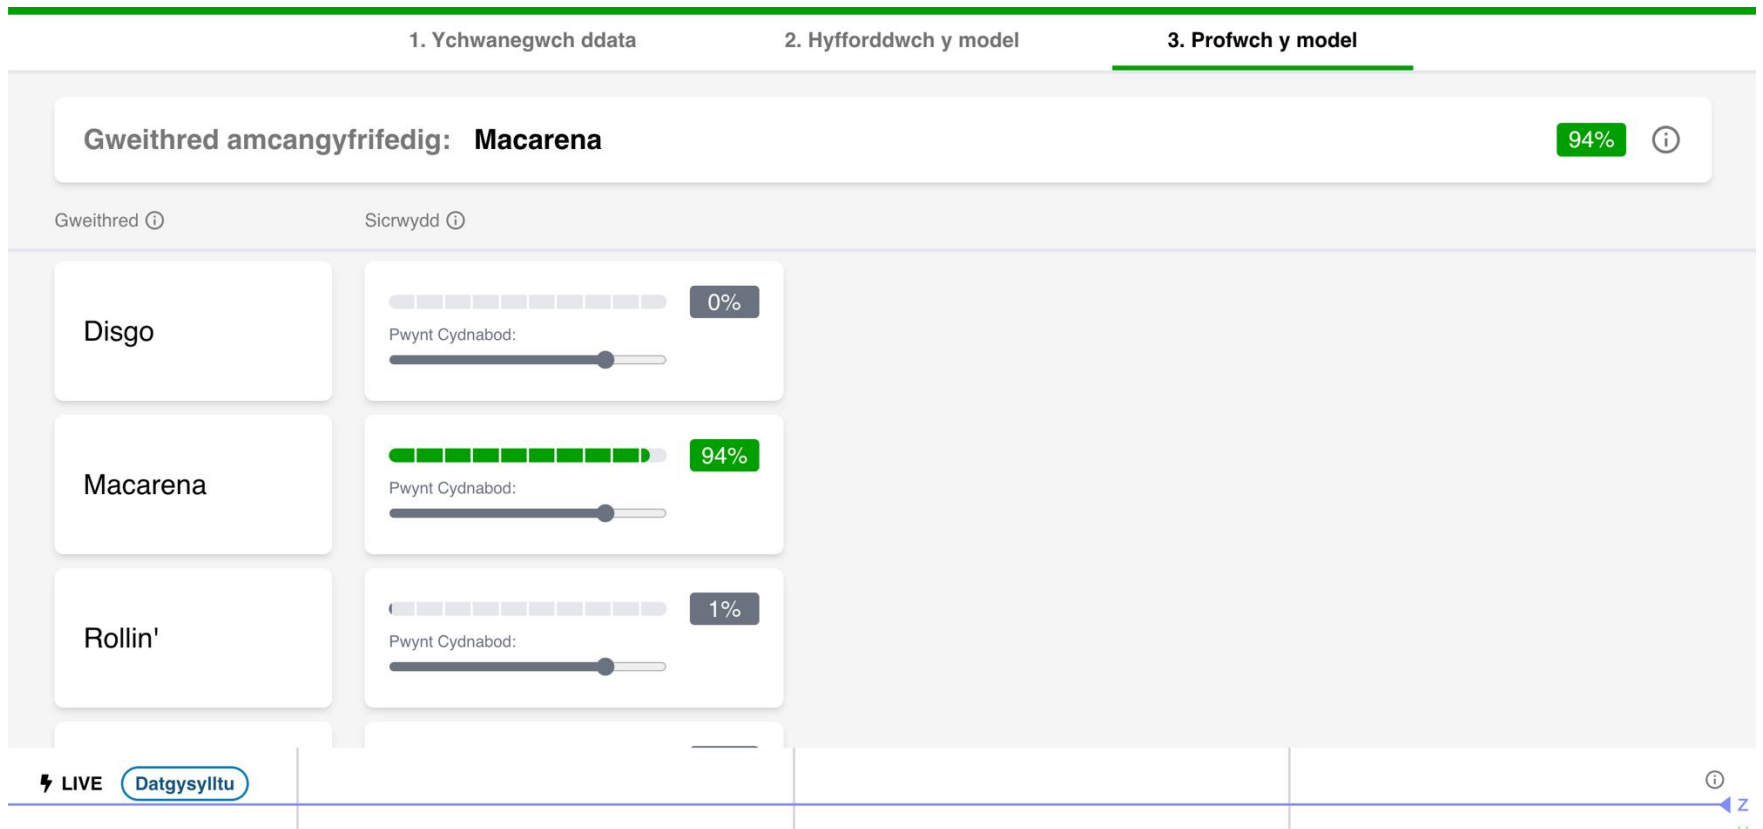 1. Ychwanegwch ddata 2. Hyfforddwch y model 3. Profwch y model
Gweithred amcangyfrifedig: Macarena 94%
Gweithred Sicrwydd
Disgo
0%
Pwynt Cydnabod:
Macarena
94%
Pwynt Cydnabod:
Rollin'
1%
Pwynt Cydnabod:
LIVE Datgysylltu
Z